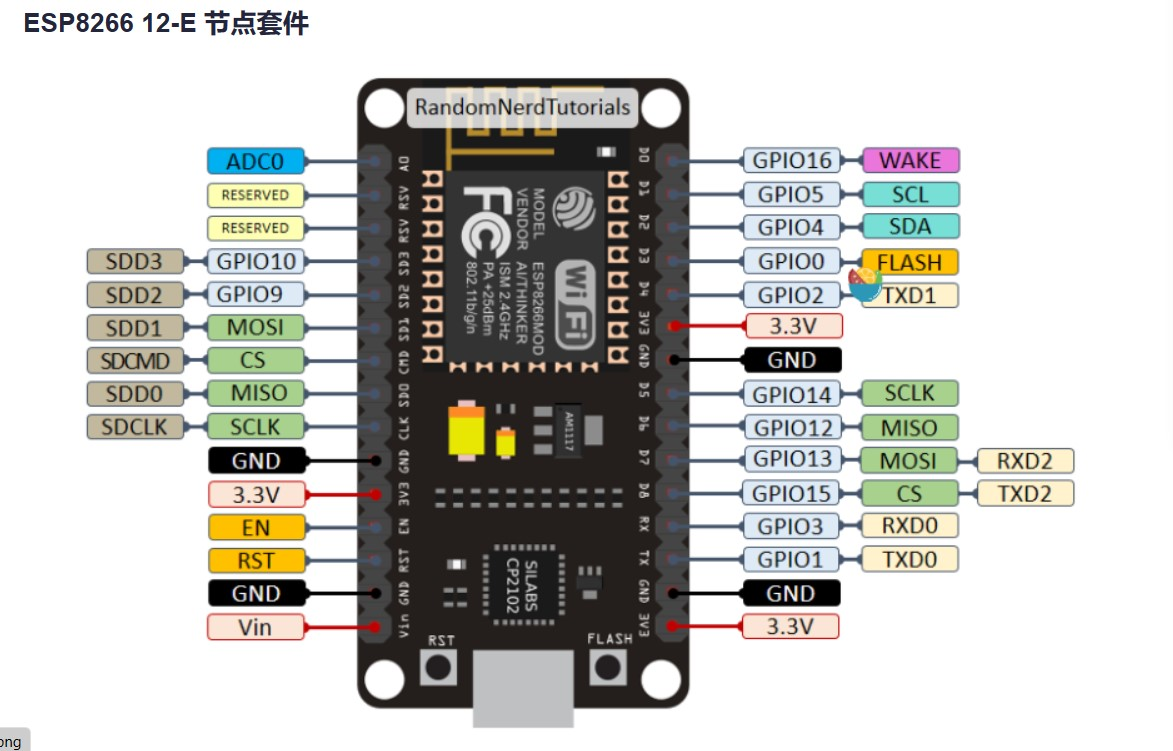 ESP8266 12-E 节点套件
RandomNerdTutorials
ADC0 A0 D0 GPIO16 WAKE
RESERVED RSV D1 GPIO5 SCL
RESERVED RSV D2 GPIO4 SDA
SDD3 GPIO10 SD3 D3 GPIO0 FLASH
SDD2 GPIO9 SD2 D4 GPIO2 TXD1
SDD1 MOSI SD1 3V3 3.3V
SDCMD CS CMD GND GND
SDD0 MISO SD0 D5 GPIO14 SCLK
SDCLK SCLK CLK D6 GPIO12 MISO
GND GND D7 GPIO13 MOSI RXD2
3.3V 3V3 D8 GPIO15 CS TXD2
EN EN RX GPIO3 RXD0
RST RST TX GPIO1 TXD0
GND GND GND GND
Vin Vin 3V3 3.3V
FC
MODEL ESP8266MOD
VENDOR AI/THINKER
ISM 2.4GHz
PA +25dBm
802.11b/g/n
Wi Fi
AM1117
SILABS
CP2102
RST FLASH
png